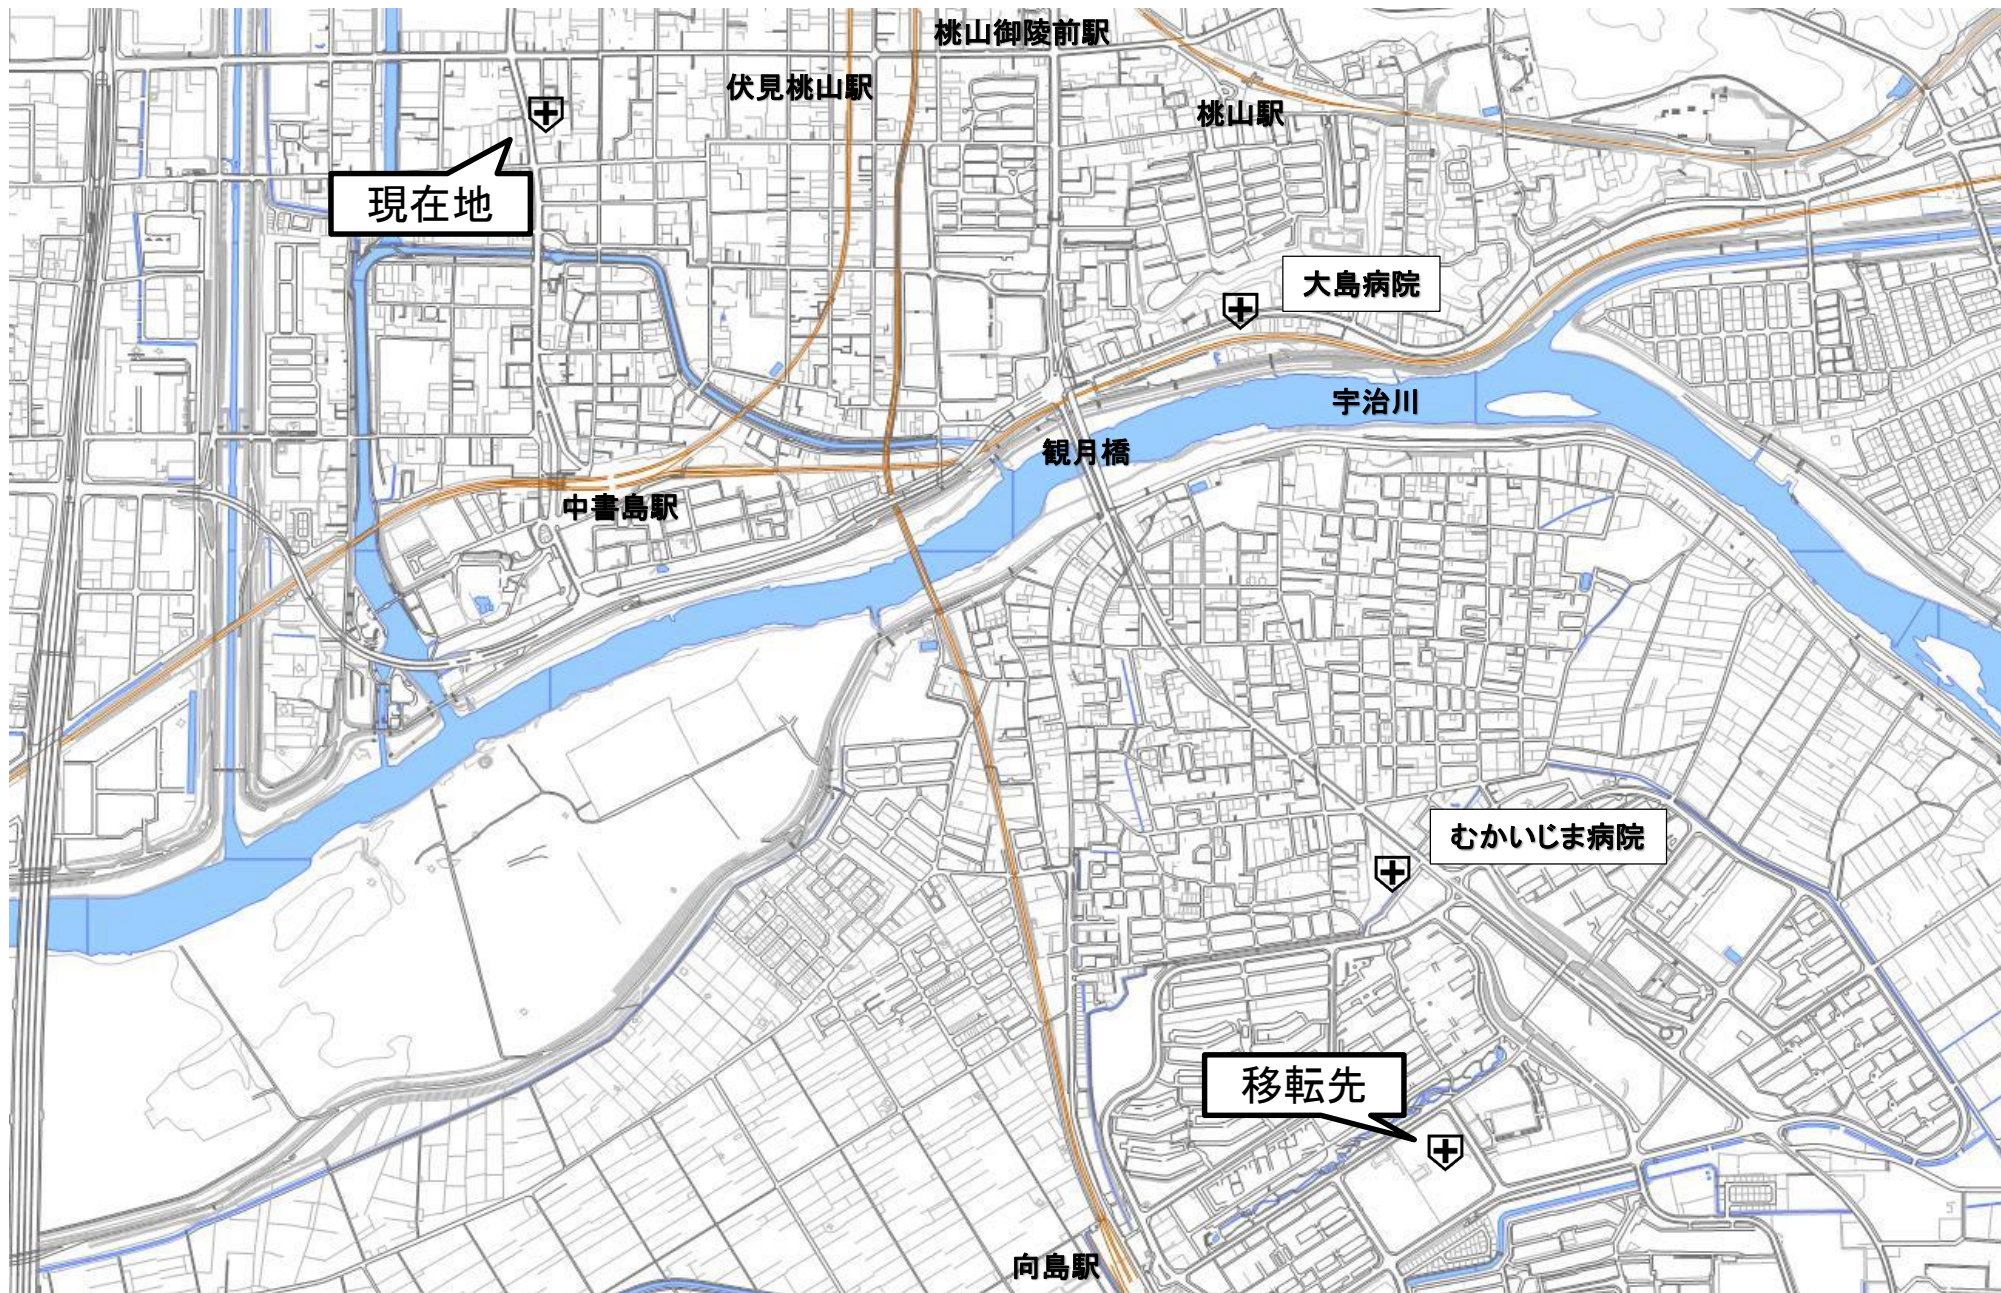 桃山御陵前駅
伏見桃山駅
桃山駅
現在地
大島病院
宇治川
観月橋
中書島駅
むかいじま病院
移転先
向島駅